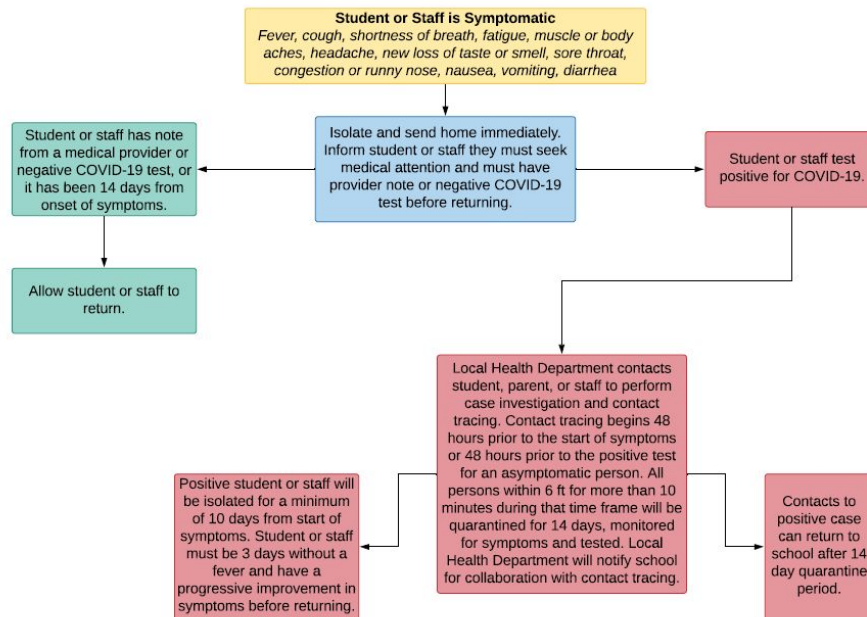 Student or Staff is Symptomatic
Fever, cough, shortness of breath, fatigue, muscle or body
aches, headache, new loss of taste or smell, sore throat,
congestion or runny nose, nausea, vomiting, diarrhea
Student or staff has note
from a medical provider or
negative COVID-19 test, or
it has been 14 days from
onset of symptoms.
Isolate and send home immediately.
Inform student or staff they must seek
medical attention and must have
provider note or negative COVID-19
test before returning.
Student or staff test
positive for COVID-19.
Allow student or staff to
return.
Local Health Department contacts
student, parent, or staff to perform
case investigation and contact
tracing. Contact tracing begins 48
hours prior to the start of symptoms
or 48 hours prior to the positive test
for an asymptomatic person. All
persons within 6 ft for more than 10
minutes during that time frame will be
quarantined for 14 days, monitored
for symptoms and tested. Local
Health Department will notify school
for collaboration with contact tracing.
Positive student or staff will
be isolated for a minimum
of 10 days from start of
symptoms. Student or staff
must be 3 days without a
fever and have a
progressive improvement in
symptoms before returning.
Contacts to
positive case
can return to
school after 14
day quarantine
period.